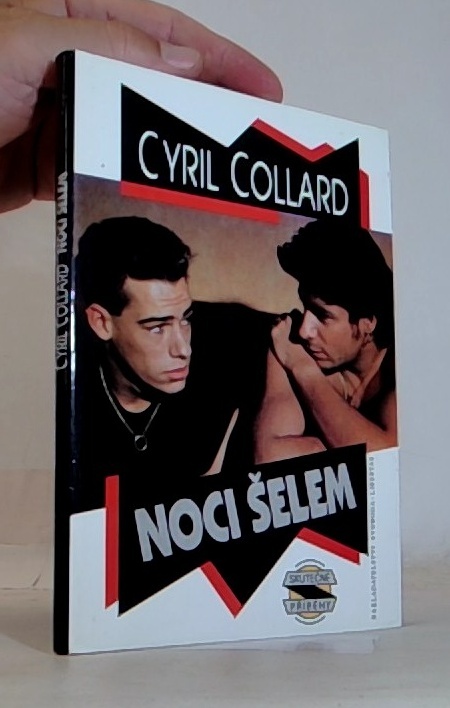 CYRIL COLLARD
NOCI ŠELEM
SKUTEČNÉ
PŘÍBĚHY
CYRIL COLLARD NOCI ŠELEM